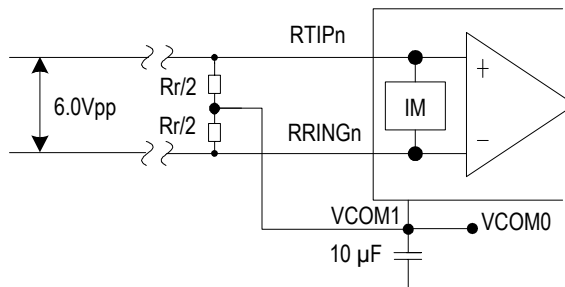 RTIPn
Rr/2
6.0Vpp
IM
Rr/2
RRINGn
VCOM1
VCOM0
10 µF
+
−